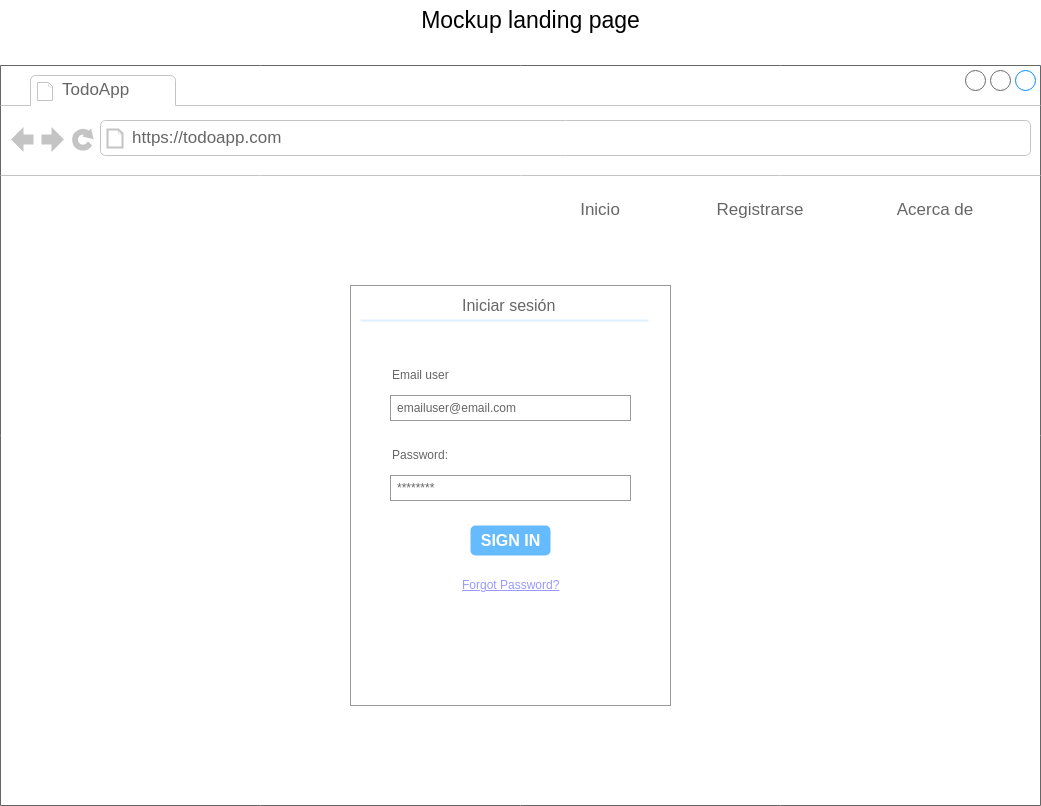 Mockup landing page
TodoApp
https://todoapp.com
Inicio Registrarse Acerca de
Iniciar sesión
Email user
emailuser@email.com
Password:
********
SIGN IN
Forgot Password?